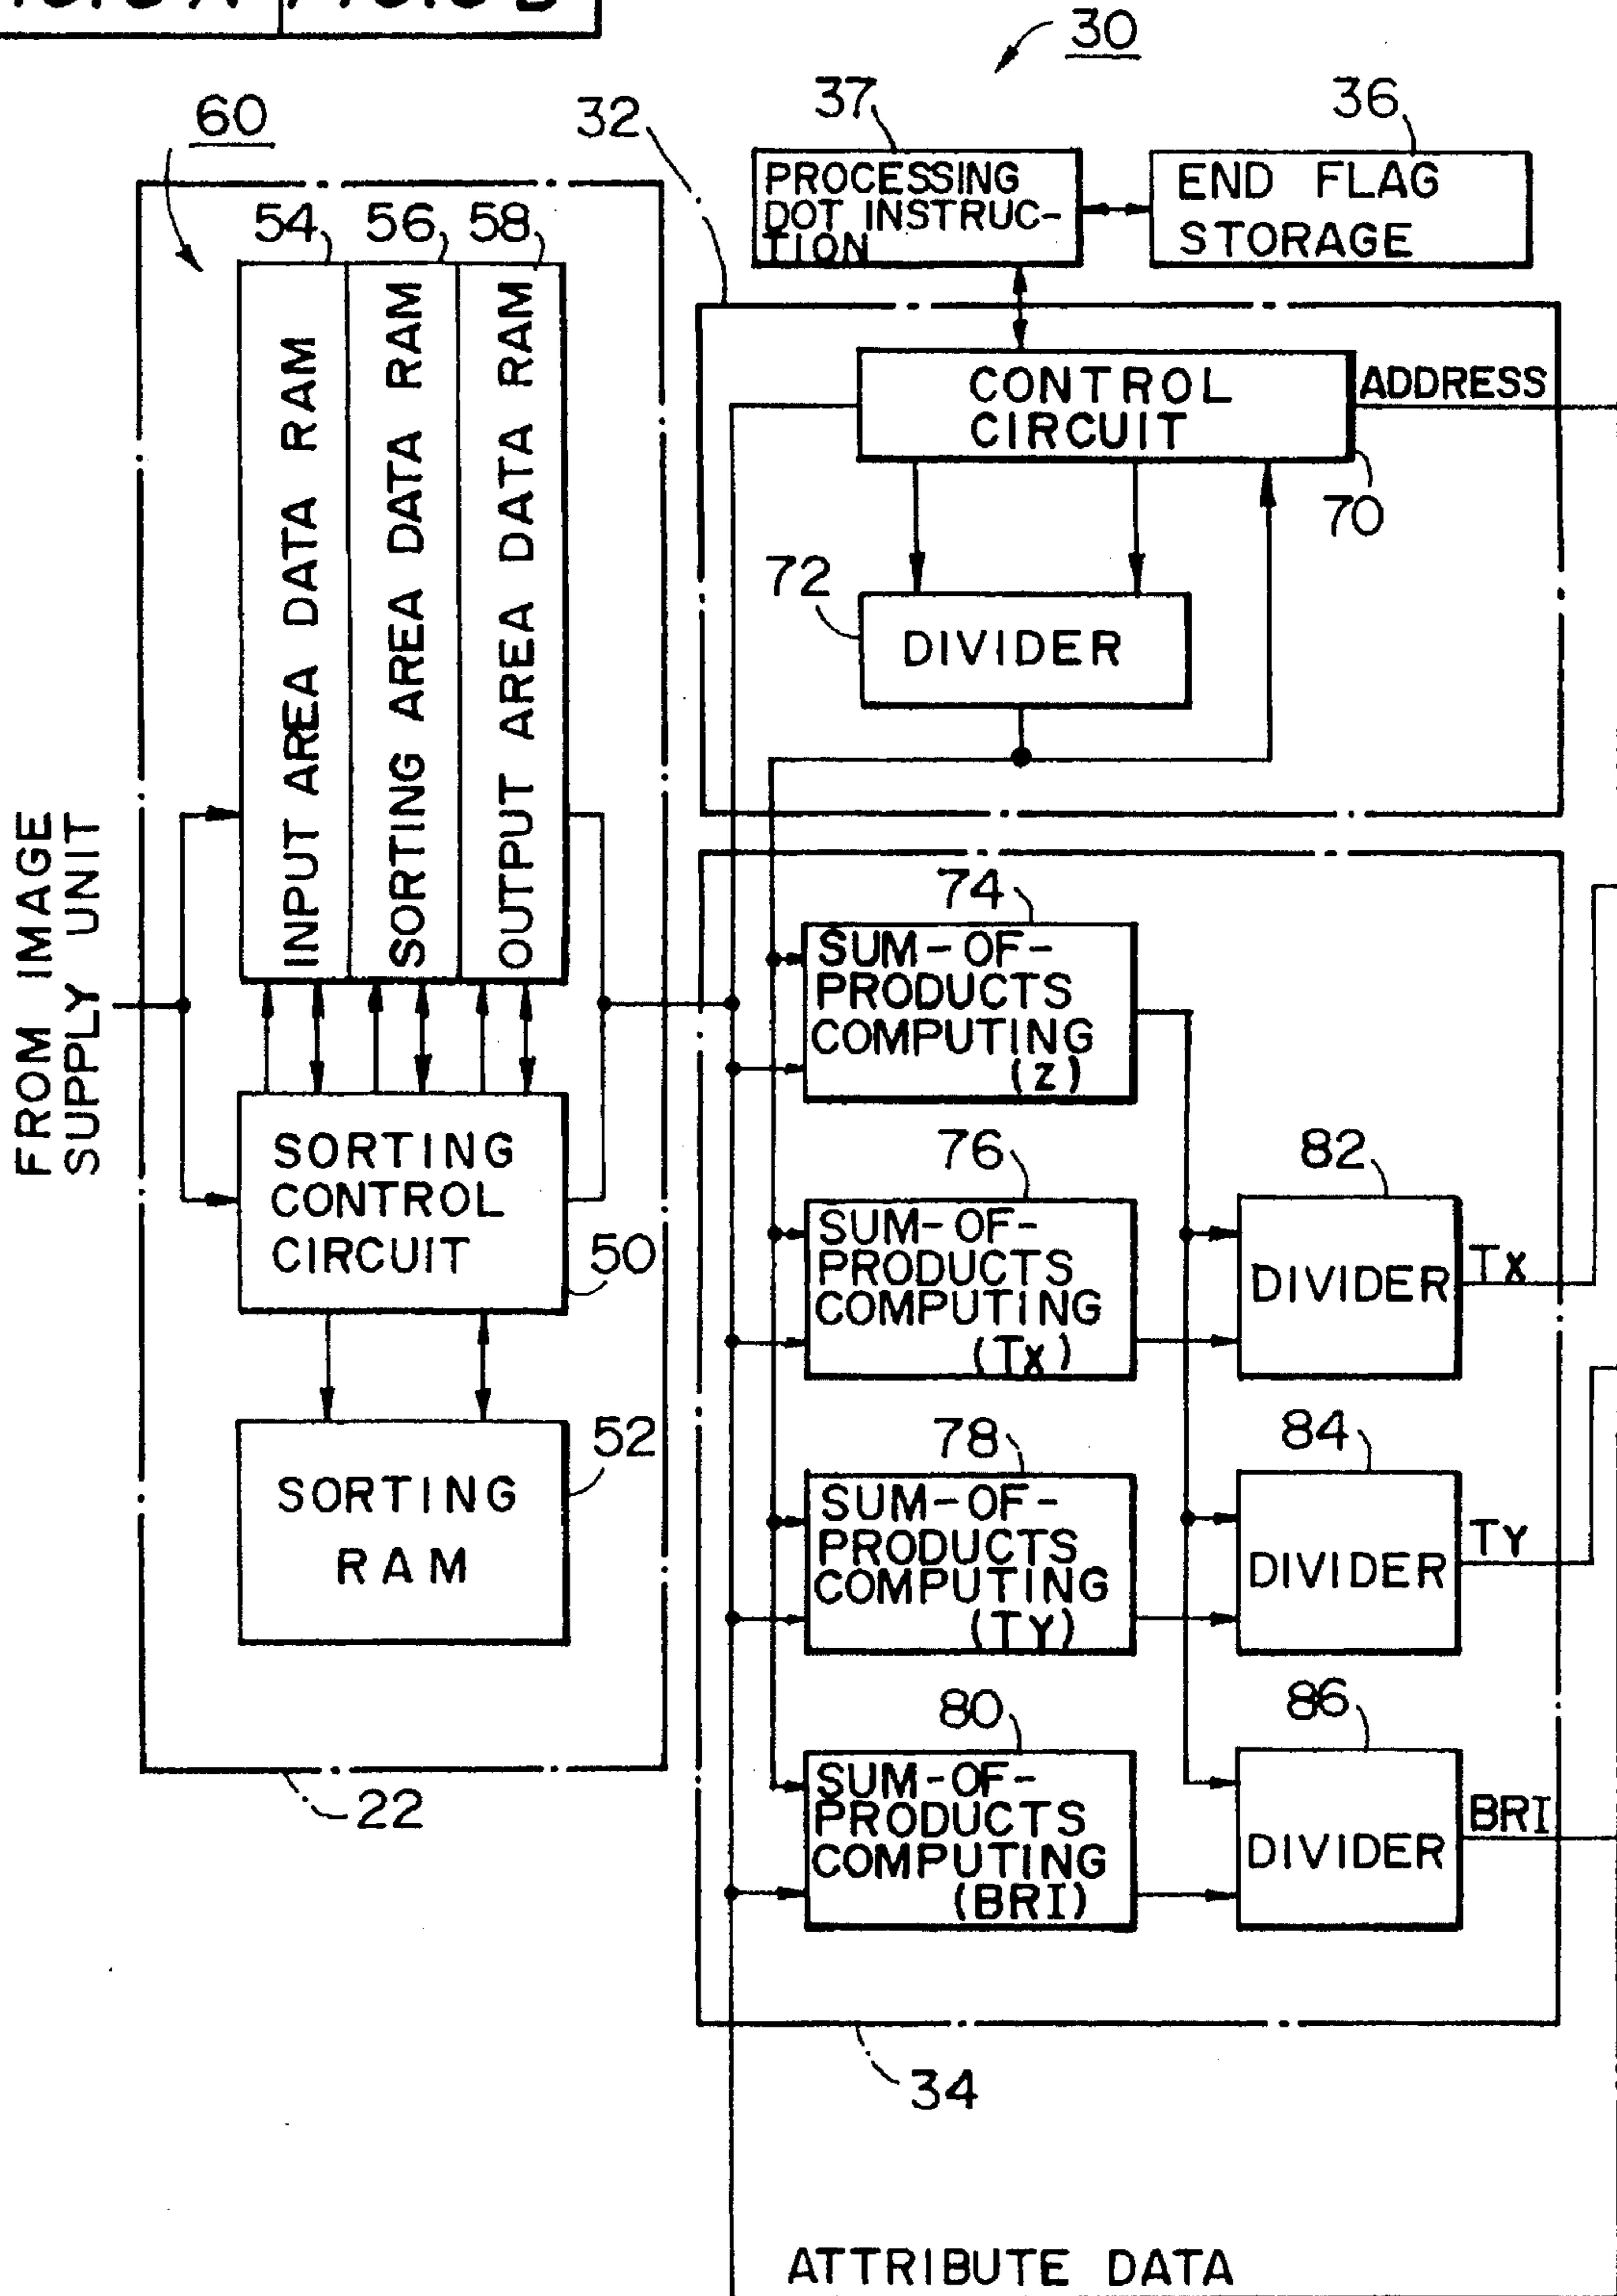 30
60
32
37
36
PROCESSING
DOT INSTRUC-
TION
END FLAG
STORAGE
54
56
58
INPUT AREA DATA RAM
SORTING AREA DATA RAM
OUTPUT AREA DATA RAM
CONTROL
CIRCUIT
ADDRESS
70
72
DIVIDER
FROM IMAGE
SUPPLY UNIT
74
SUM-OF-
PRODUCTS
COMPUTING
(Z)
SORTING
CONTROL
CIRCUIT
50
76
SUM-OF-
PRODUCTS
COMPUTING
(TX)
82
DIVIDER
TX
52
SORTING
RAM
78
SUM-OF-
PRODUCTS
COMPUTING
(TY)
84
DIVIDER
TY
80
SUM-OF-
PRODUCTS
COMPUTING
(BRI)
86
DIVIDER
BRI
22
34
ATTRIBUTE DATA